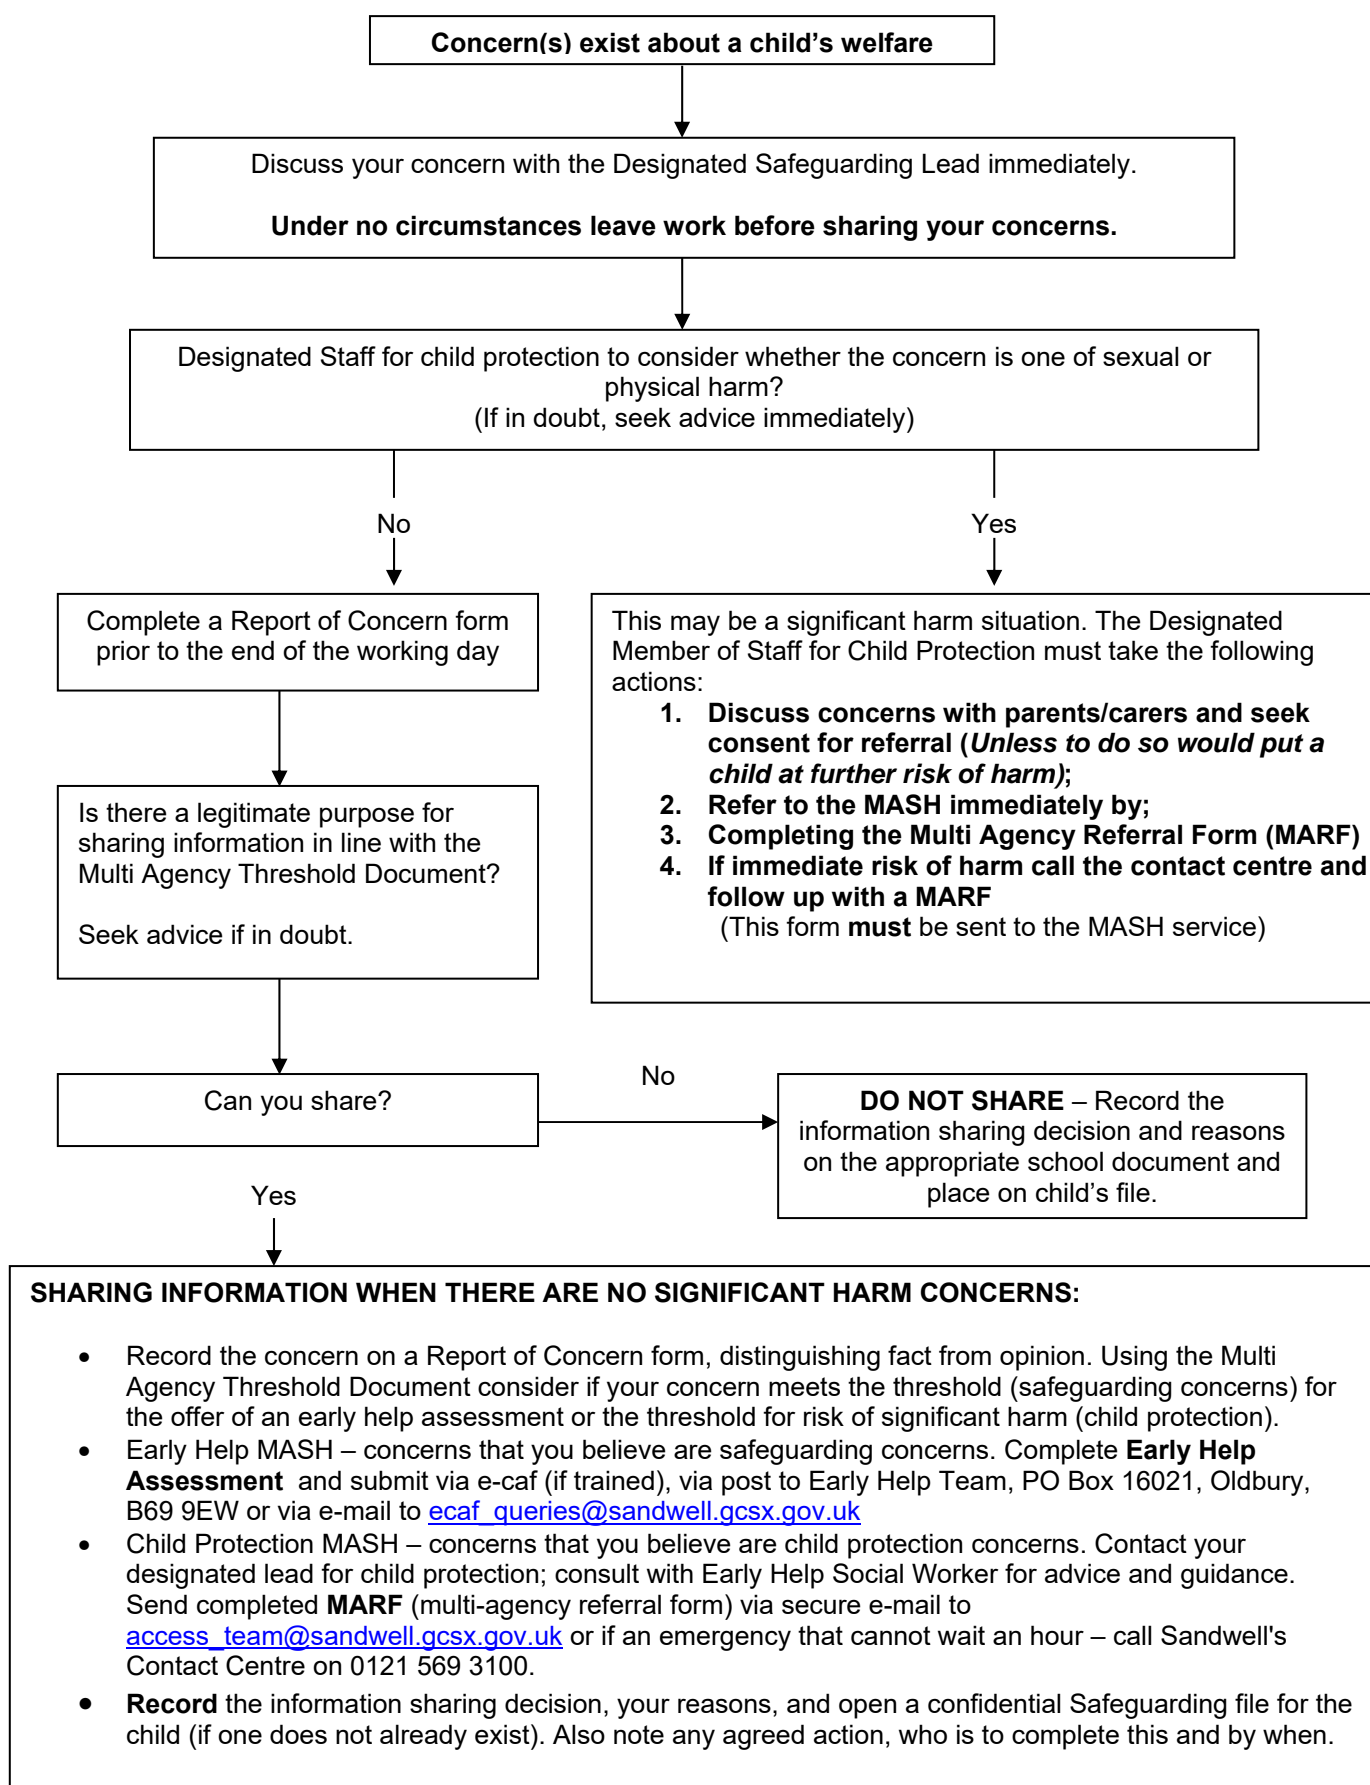 Concern(s) exist about a child’s welfare
Discuss your concern with the Designated Safeguarding Lead immediately.
Under no circumstances leave work before sharing your concerns.
Designated Staff for child protection to consider whether the concern is one of sexual or
physical harm?
(If in doubt, seek advice immediately)
No
Yes
Complete a Report of Concern form
prior to the end of the working day
This may be a significant harm situation. The Designated
Member of Staff for Child Protection must take the following
actions:
1. Discuss concerns with parents/carers and seek
consent for referral (Unless to do so would put a
child at further risk of harm);
2. Refer to the MASH immediately by;
3. Completing the Multi Agency Referral Form (MARF)
4. If immediate risk of harm call the contact centre and
follow up with a MARF
(This form must be sent to the MASH service)
Is there a legitimate purpose for
sharing information in line with the
Multi Agency Threshold Document?
Seek advice if in doubt.
Can you share?
No
DO NOT SHARE – Record the
information sharing decision and reasons
on the appropriate school document and
place on child’s file.
Yes
SHARING INFORMATION WHEN THERE ARE NO SIGNIFICANT HARM CONCERNS:
• Record the concern on a Report of Concern form, distinguishing fact from opinion. Using the Multi
Agency Threshold Document consider if your concern meets the threshold (safeguarding concerns) for
the offer of an early help assessment or the threshold for risk of significant harm (child protection).
• Early Help MASH – concerns that you believe are safeguarding concerns. Complete Early Help
Assessment and submit via e-caf (if trained), via post to Early Help Team, PO Box 16021, Oldbury,
B69 9EW or via e-mail to ecaf_queries@sandwell.gcsx.gov.uk
• Child Protection MASH – concerns that you believe are child protection concerns. Contact your
designated lead for child protection; consult with Early Help Social Worker for advice and guidance.
Send completed MARF (multi-agency referral form) via secure e-mail to
access_team@sandwell.gcsx.gov.uk or if an emergency that cannot wait an hour – call Sandwell's
Contact Centre on 0121 569 3100.
• Record the information sharing decision, your reasons, and open a confidential Safeguarding file for the
child (if one does not already exist). Also note any agreed action, who is to complete this and by when.